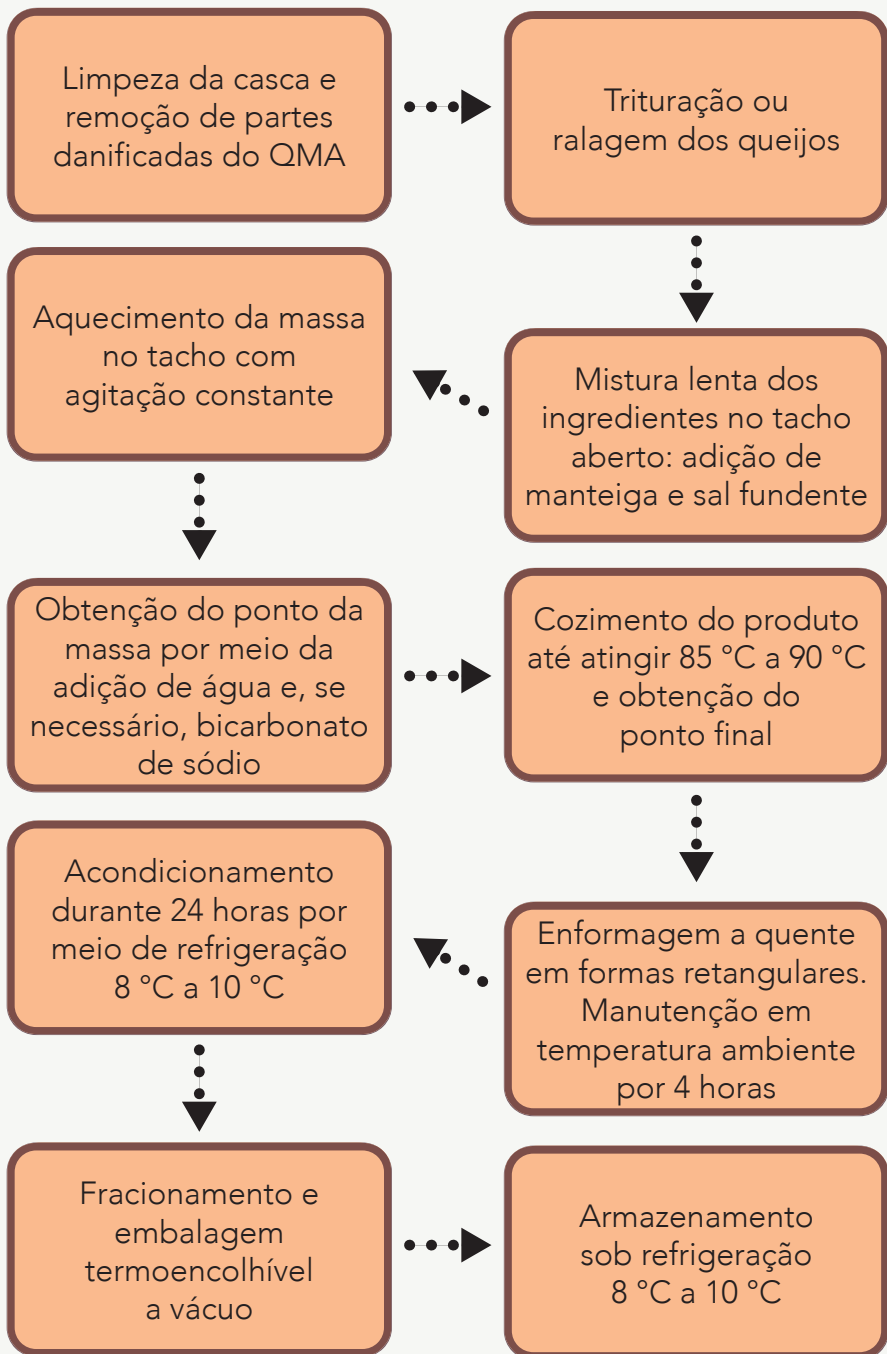 Limpeza da casca e
remoção de partes
danificadas do QMA
Trituração ou
ralagem dos queijos
Mistura lenta dos
ingredientes no tacho
aberto: adição de
manteiga e sal fundente
Aquecimento da massa
no tacho com
agitação constante
Obtenção do ponto da
massa por meio da
adição de água e, se
necessário, bicarbonato
de sódio
Cozimento do produto
até atingir 85 °C a 90 °C
e obtenção do
ponto final
Enformagem a quente
em formas retangulares.
Manutenção em
temperatura ambiente
por 4 horas
Acondicionamento
durante 24 horas por
meio de refrigeração
8 °C a 10 °C
Fracionamento e
embalagem
termoencolhível
a vácuo
Armazenamento
sob refrigeração
8 °C a 10 °C